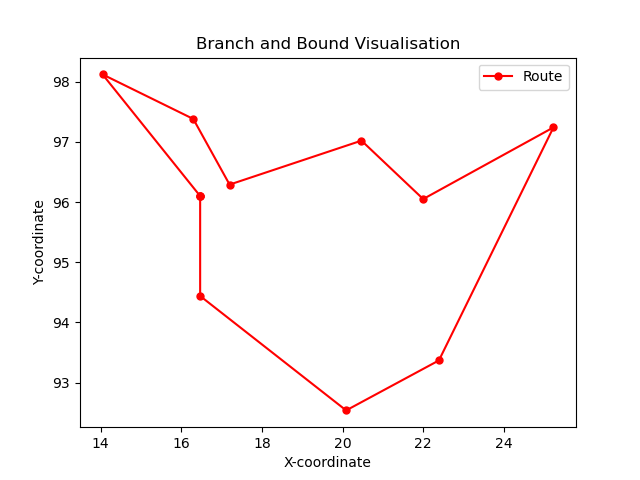 Branch and Bound Visualisation
Route
98
97
96
95
94
93
Y-coordinate
14 16 18 20 22 24
X-coordinate